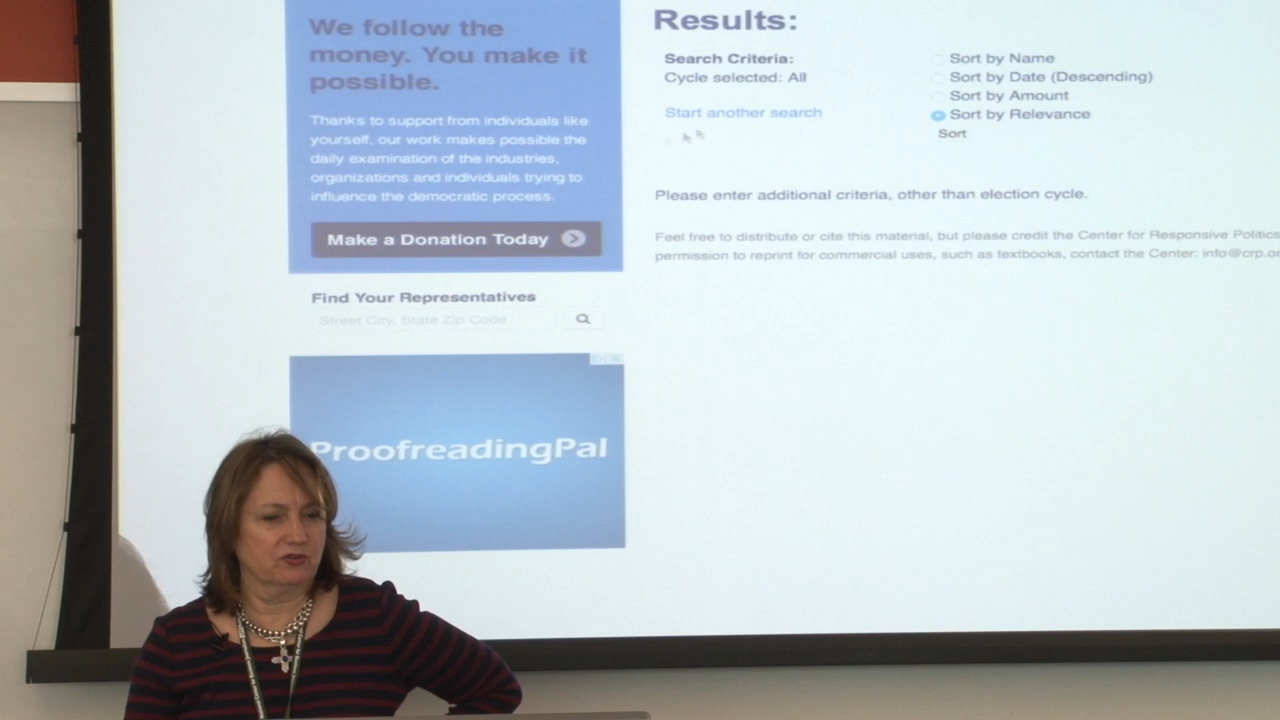 We follow the
money. You make it
possible.
Thanks to support from individuals like
yourself, our work makes possible the
daily examination of the industries,
organizations and individuals trying to
influence the democratic process.
Make a Donation Today
Find Your Representatives
Street City, State Zip Code
ProofreadingPal
Results:
Search Criteria:
Cycle selected: All
Start another search
Sort by Name
Sort by Date (Descending)
Sort by Amount
Sort by Relevance
Sort
Please enter additional criteria, other than election cycle.
Feel free to distribute or cite this material, but please credit the Center for Responsive Politics
permission to reprint for commercial uses, such as textbooks, contact the Center: info@crp.or